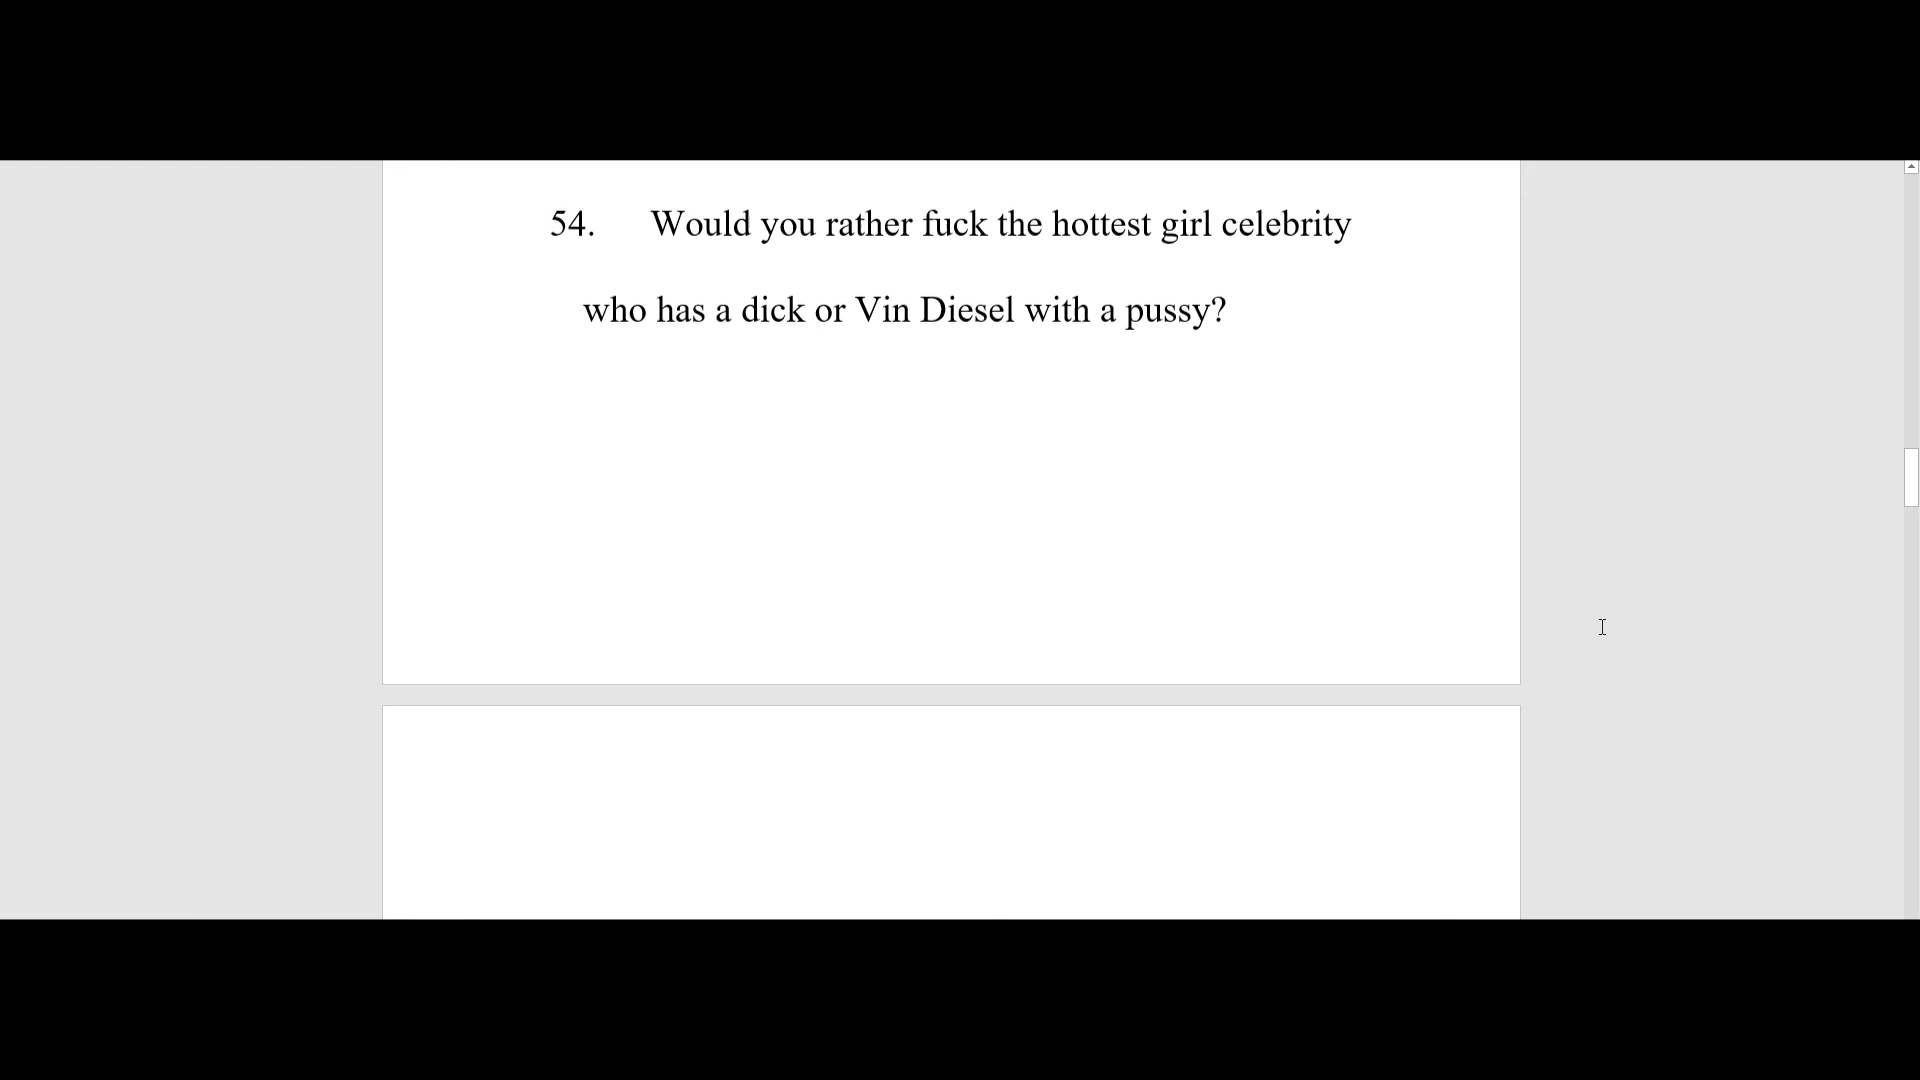 54. Would you rather fuck the hottest girl celebrity
who has a dick or Vin Diesel with a pussy?